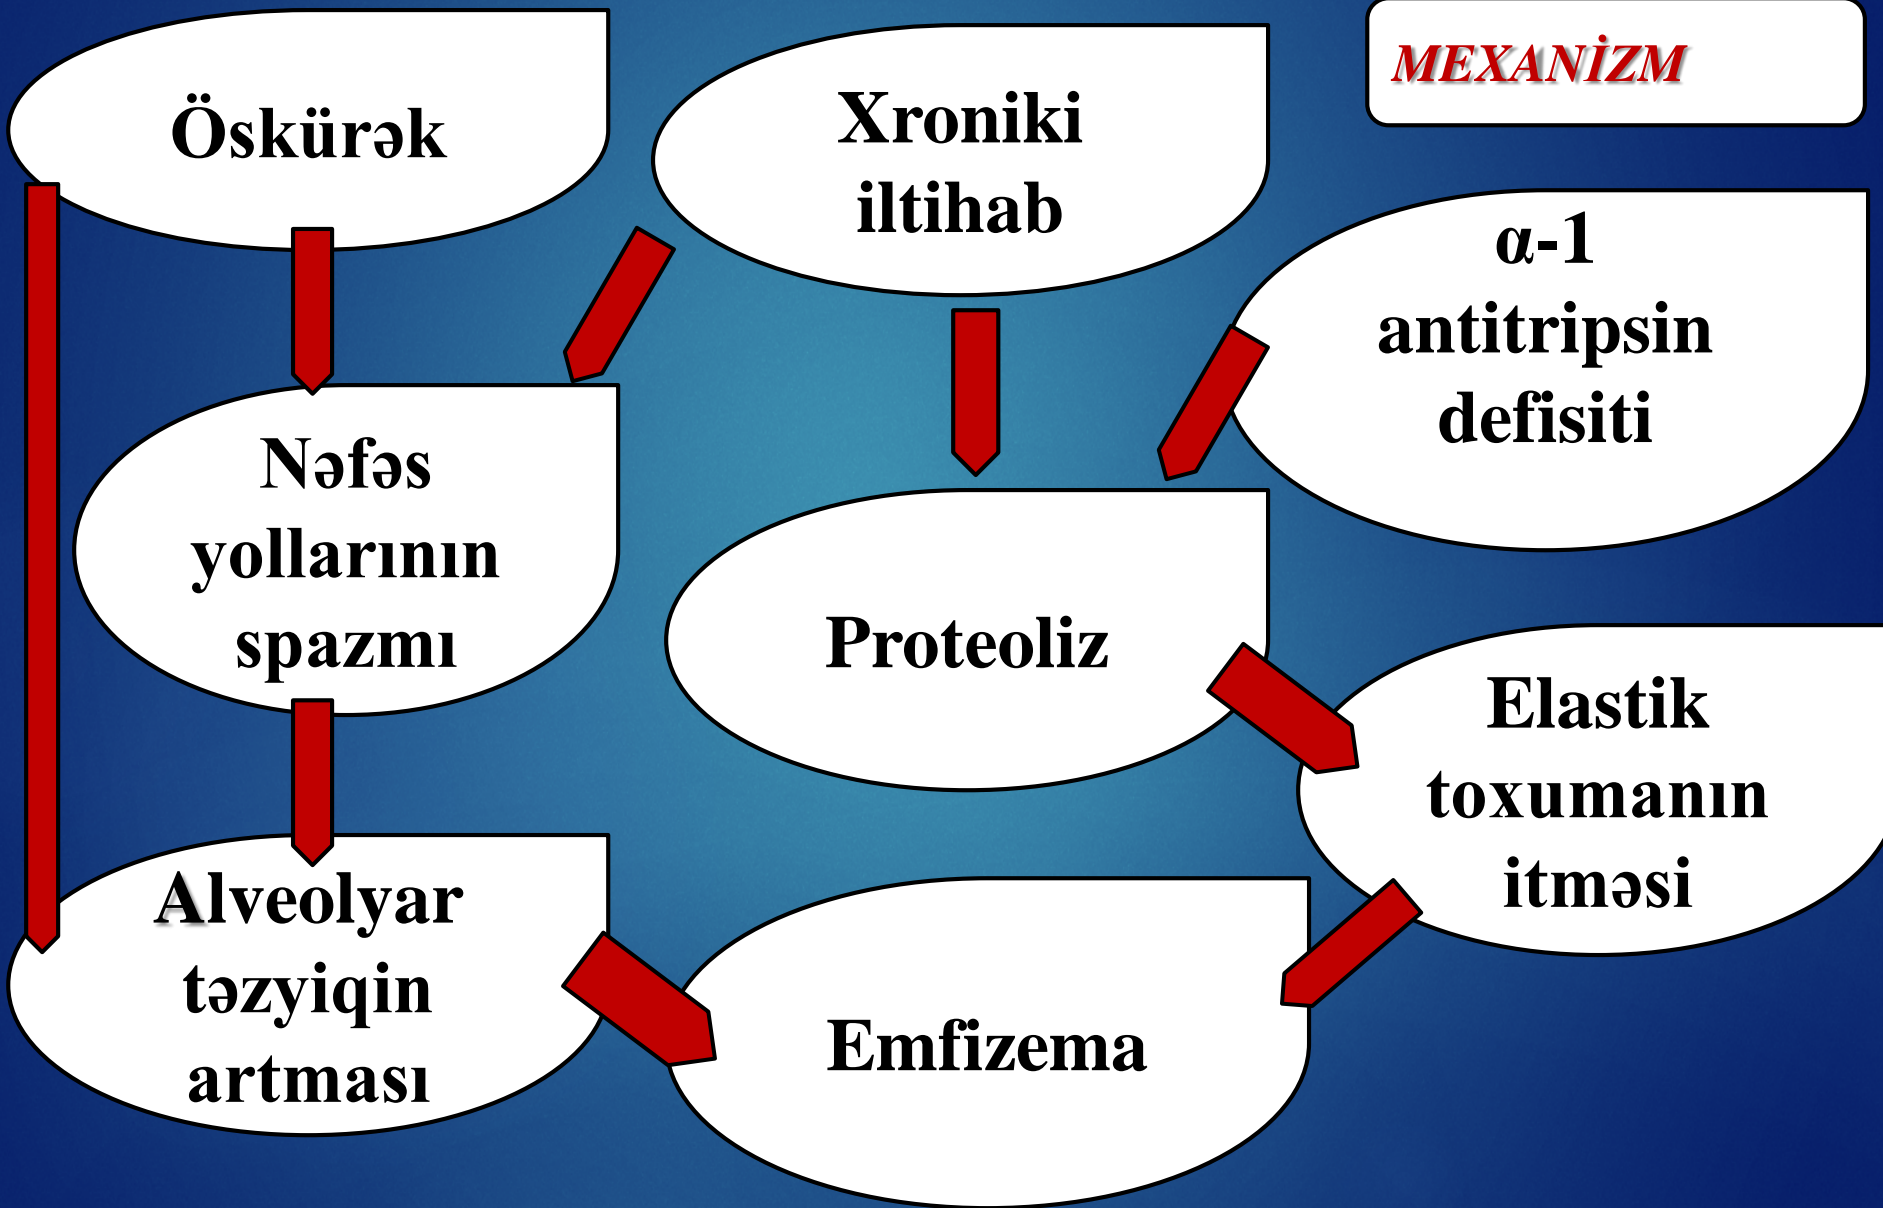 MEXANİZM
Öskürək
Xroniki
iltihab
α-1
antitripsin
defisiti
Nəfəs
yollarının
spazmı
Proteoliz
Elastik
toxumanın
itməsi
Alveolyar
təzyiqin
artması
Emfizema